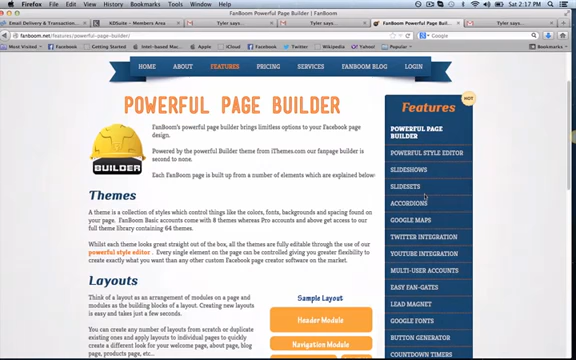 Firefox File Edit View History Bookmarks Tools Window Help
Sat 2:17 PM
FanBoom Powerful Page Builder | FanBoom
Email Delivery & Transaction...
KDSuite - Members Area
Tyler says...
Tyler says...
FanBoom Powerful Page Buil...
Tyler says...
fanboom.net/features/powerful-page-builder/
Google
Most Visited
Facebook
Getting Started
Intel-based Mac
Apple
Twitter
Wikipedia
Yahoo!
Popular
Bookmarks
HOME ABOUT FEATURES PRICING SERVICES FANBOOM BLOG LOGIN
POWERFUL PAGE BUILDER
BUILDER
FanBoom's powerful page builder brings limitless options to your Facebook page
design.
Powered by the powerful Builder theme from iThemes.com our fanpage builder is
second to none.
Each FanBoom page is built up from a number of elements which are explained below
Themes
A theme is a collection of styles which control things like the colors, fonts, backgrounds and spacing found on
your page. FanBoom Basic accounts come with 8 themes whereas Pro accounts and above get access to our
full theme library containing 64 themes.
Whilst each theme looks great straight out of the box, all the themes are fully editable through the use of our
powerful style editor. Every single element on the page can be controlled giving you greater flexibility to
create exactly what you want than any other custom Facebook page creator software on the market.
Layouts
Think of a layout as an arrangement of modules on a page and
modules as the building blocks of a layout. Creating new layouts
is easy and takes just a few seconds.
You can create any number of layouts from scratch or duplicate
existing ones and apply layouts to individual pages to quickly
create a different look for your welcome page, about page, blog
page, products page, etc...
Sample Layout
Header Module
Navigation Module
HOT
Features
POWERFUL PAGE
BUILDER
POWERFUL STYLE EDITOR
SLIDESHOWS
SLIDESETS
ACCORDIONS
GOOGLE MAPS
TWITTER INTEGRATION
YOUTUBE INTEGRATION
MULTI-USER ACCOUNTS
EASY FAN-GATES
LEAD MAGNET
GOOGLE FONTS
BUTTON GENERATOR
COUNTDOWN TIMERS